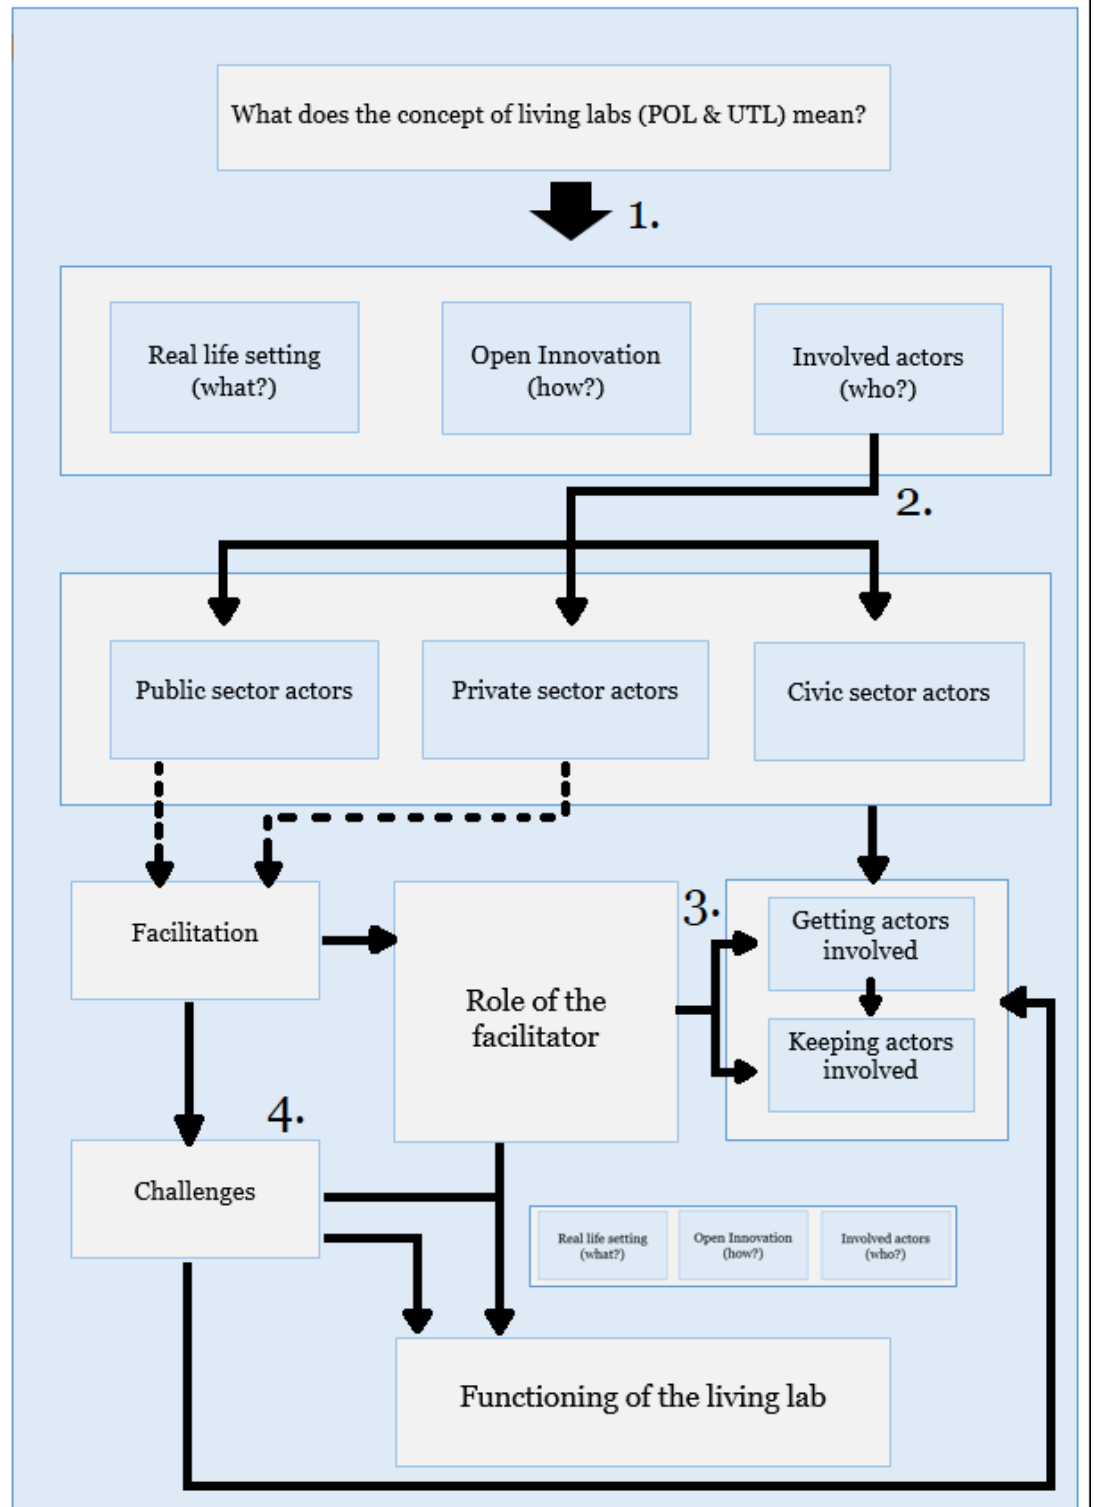 What does the concept of living labs (POL & UTL) mean?
1.
Real life setting
(what?)
Open Innovation
(how?)
Involved actors
(who?)
2.
Public sector actors
Private sector actors
Civic sector actors
Facilitation
Role of the
facilitator
3.
Getting actors
involved
Keeping actors
involved
4.
Challenges
Real life setting
(what?)
Open Innovation
(how?)
Involved actors
(who?)
Functioning of the living lab